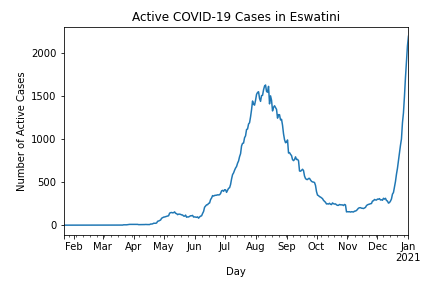 Active COVID-19 Cases in Eswatini
Number of Active Cases
2000
1500
1000
500
0
Feb Mar Apr May Jun Jul Aug Sep Oct Nov Dec Jan
2021
Day